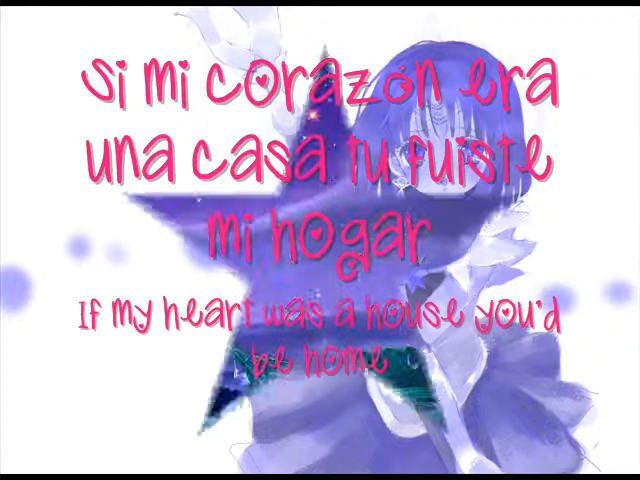 Si mi corazón era
una casa tu fuiste
mi hogar
If my heart was a house you'd
be home